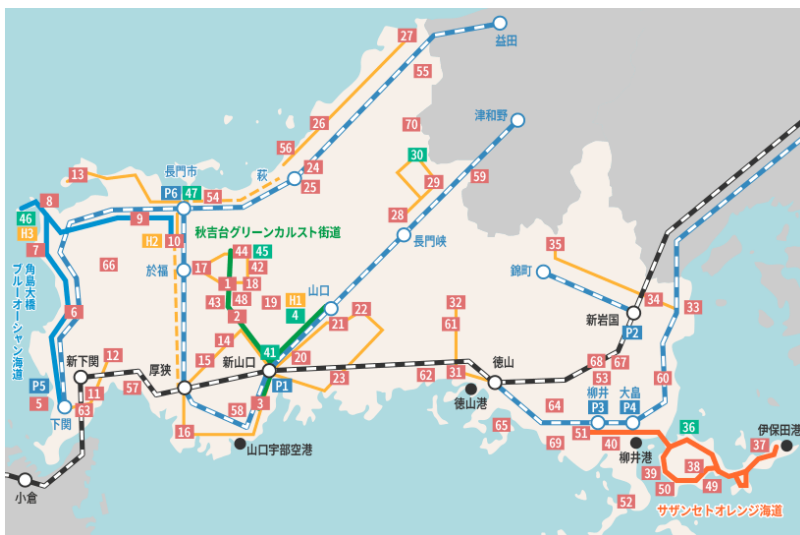 27
益田
55
26
56
70
津和野
24
萩
25
30
29
59
13
長門市
P6
47
54
28
8
46
H3
7
9
H2
10
秋吉台グリーンカルスト街道
長門峡
44
45
35
66
於福
17
42
1
18
錦町
角島大橋
ブルーオーシャン海道
43
48
19
H1
山口
4
2
22
32
34
33
6
21
61
新岩国
P2
14
12
新下関
厚狭
15
新山口
41
20
徳山
68
67
P5
5
11
57
P1
23
62
31
53
60
63
下関
58
3
徳山港
64
柳井
大畠
P3
P4
16
65
51
36
伊保田港
山口宇部空港
69
40
柳井港
37
39
38
小倉
50
49
52
サザンセトオレンジ海道